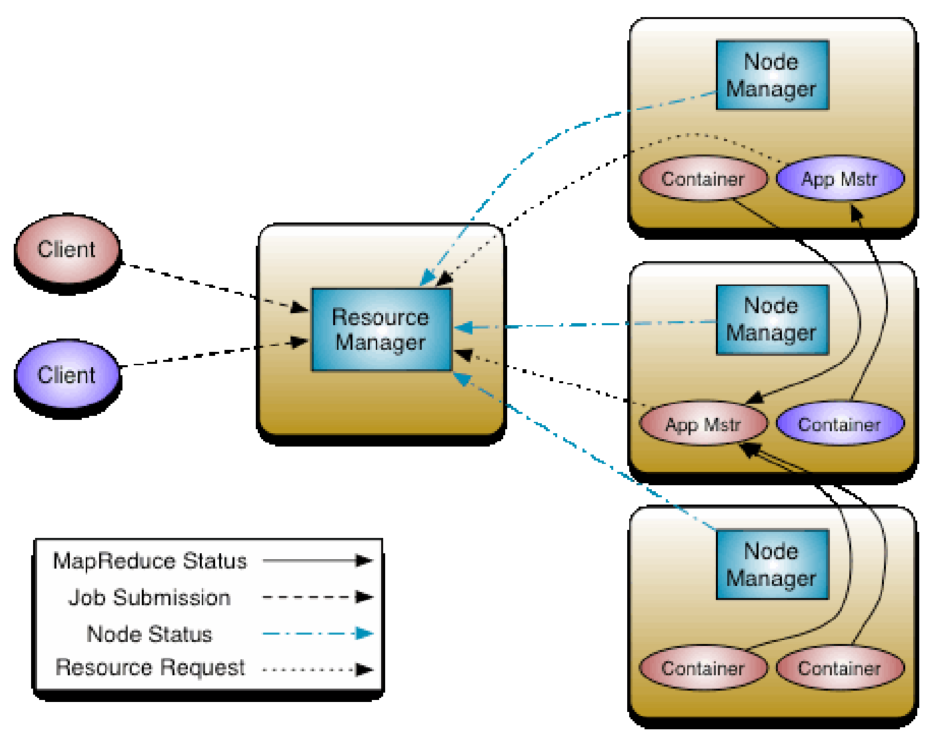 Client
Client
Resource
Manager
Node
Manager
Container
App Mstr
Node
Manager
App Mstr
Container
Node
Manager
Container
Container
MapReduce Status
Job Submission
Node Status
Resource Request